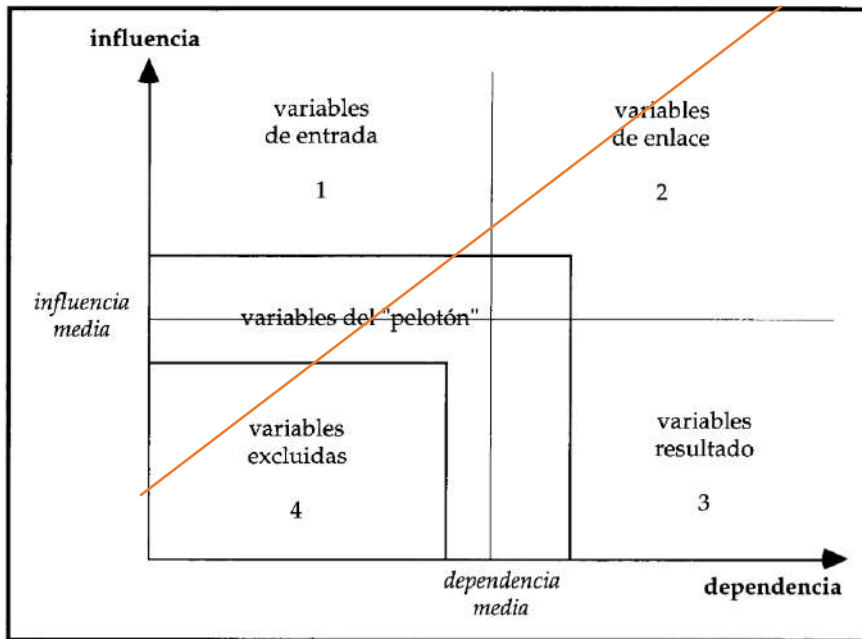 influencia
variables
de entrada
1
variables
de enlace
2
influencia
media
variables del "pelotón"
variables
excluidas
4
variables
resultado
3
dependencia
media
dependencia